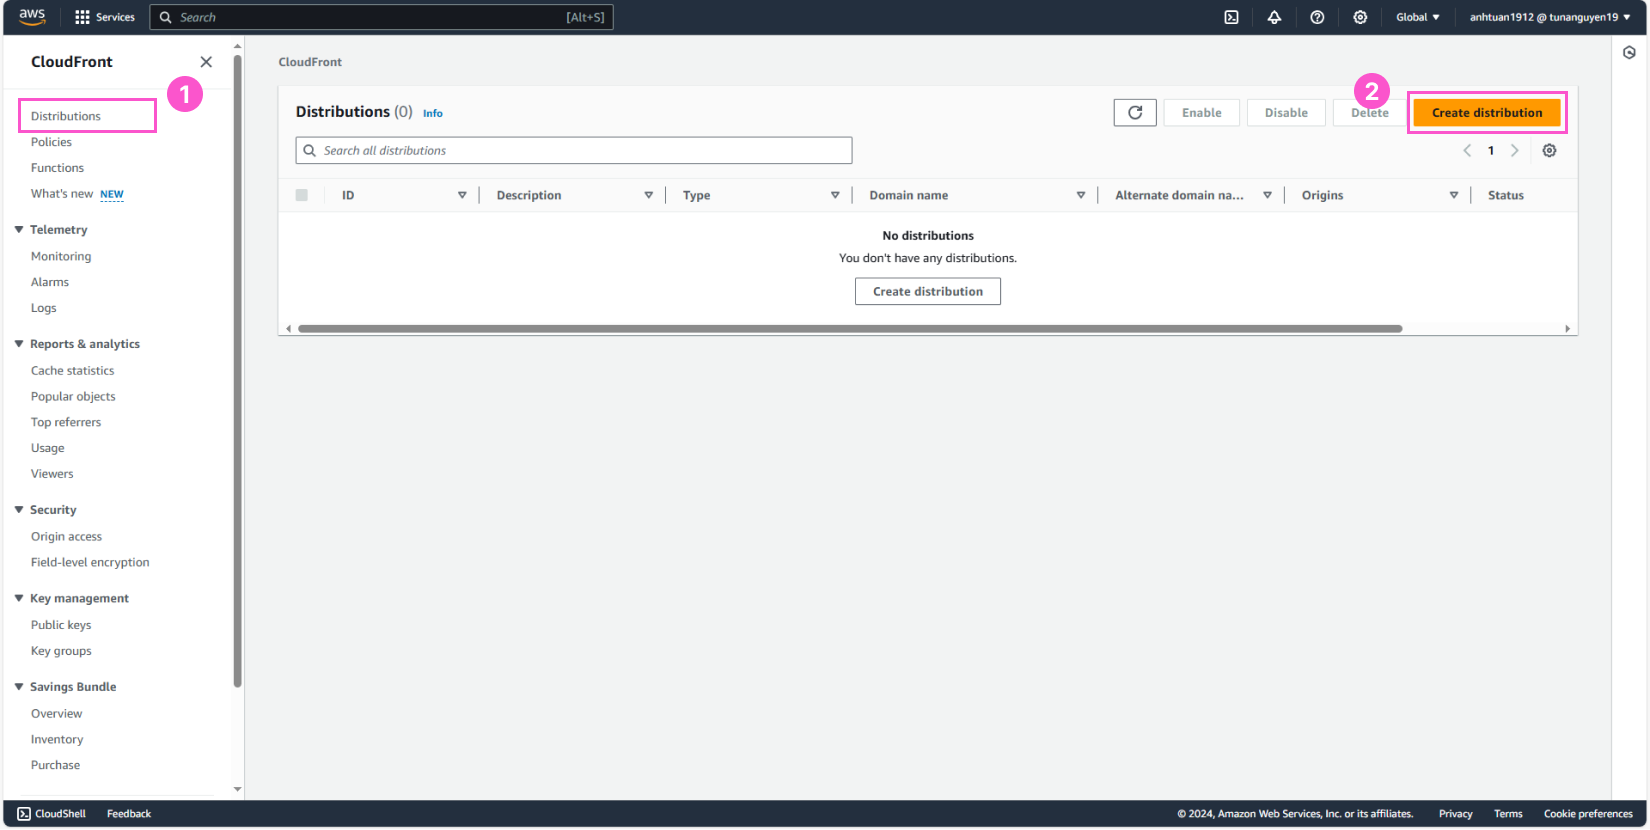 aws
Services
Search
[Alt+S]
Global
anhtuan1912 @ tunanguyen19
CloudFront
1
Distributions
Policies
Functions
What's new NEW
Telemetry
Monitoring
Alarms
Logs
Reports & analytics
Cache statistics
Popular objects
Top referrers
Usage
Viewers
Security
Origin access
Field-level encryption
Key management
Public keys
Key groups
Savings Bundle
Overview
Inventory
Purchase
CloudFront
Distributions (0) Info
2
Enable
Disable
Delete
Create distribution
Search all distributions
1
ID
Description
Type
Domain name
Alternate domain na...
Origins
Status
No distributions
You don't have any distributions.
Create distribution
CloudShell
Feedback
© 2024, Amazon Web Services, Inc. or its affiliates.
Privacy
Terms
Cookie preferences